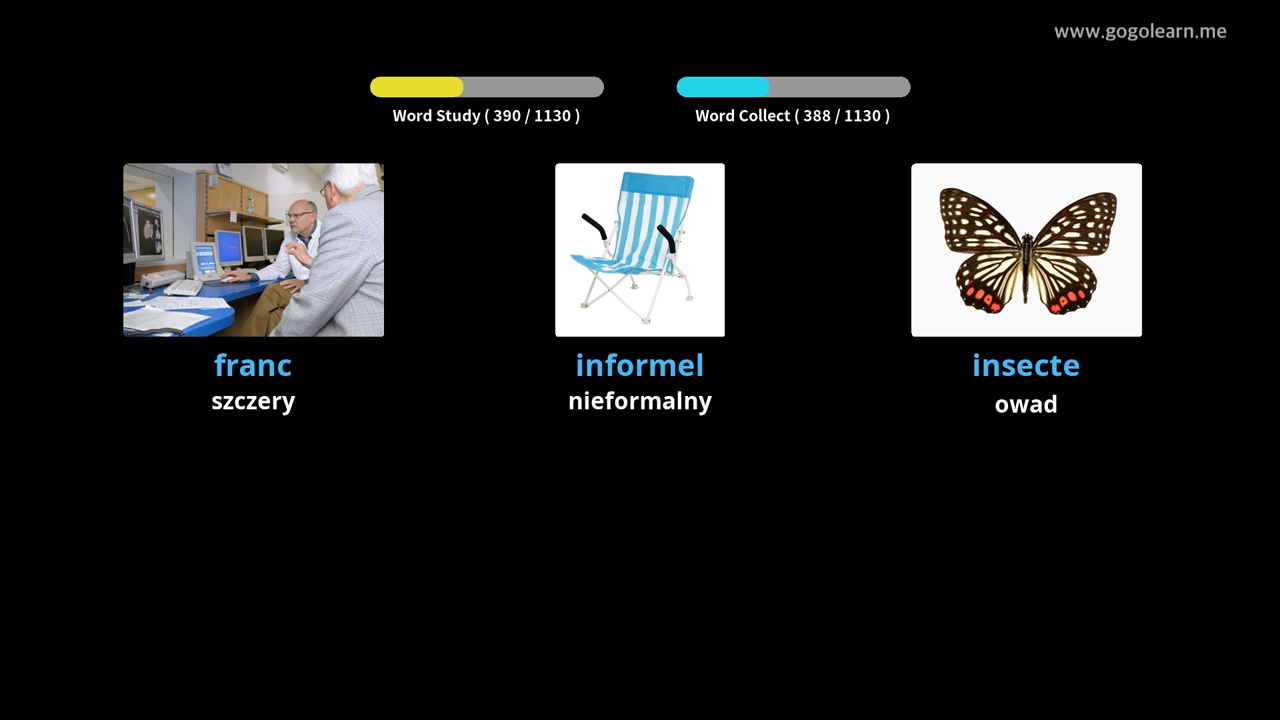 www.gogolearn.me
Word Study ( 390 / 1130 )
Word Collect ( 388 / 1130 )
franc
szczery
informel
nieformalny
insecte
owad